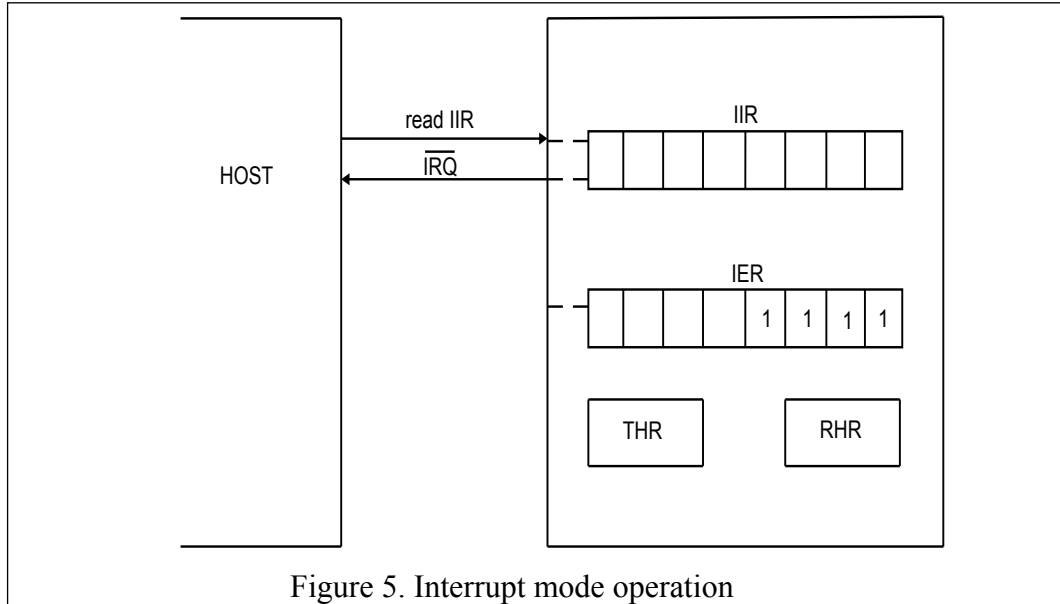 read IIR
IIR
HOST
IRQ
IER
1 1 1 1
THR
RHR
Figure 5. Interrupt mode operation